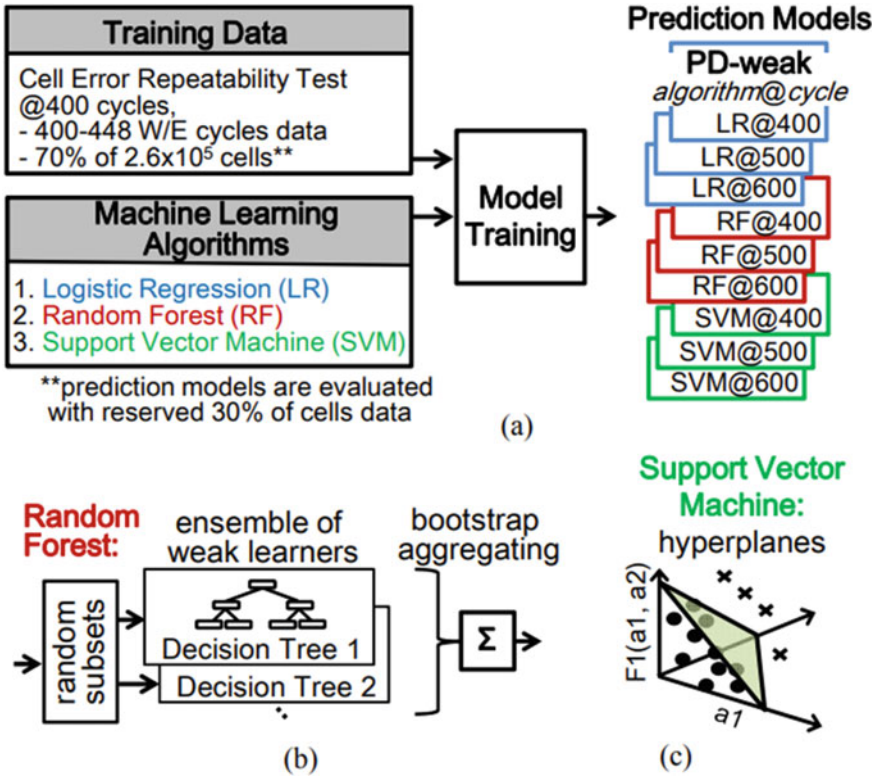 Training Data
Cell Error Repeatability Test
@400 cycles,
- 400-448 W/E cycles data
- 70% of 2.6x10⁵ cells**
Machine Learning
Algorithms
1. Logistic Regression (LR)
2. Random Forest (RF)
3. Support Vector Machine (SVM)
**prediction models are evaluated
with reserved 30% of cells data
Model
Training
Prediction Models
PD-weak
algorithm@cycle
LR@400
LR@500
LR@600
RF@400
RF@500
RF@600
SVM@400
SVM@500
SVM@600
(a)
Random
Forest:
random
subsets
ensemble of
weak learners
Decision Tree 1
Decision Tree 2
bootstrap
aggregating
Σ
(b)
Support Vector
Machine:
hyperplanes
F1(a1, a2)
a1
(c)